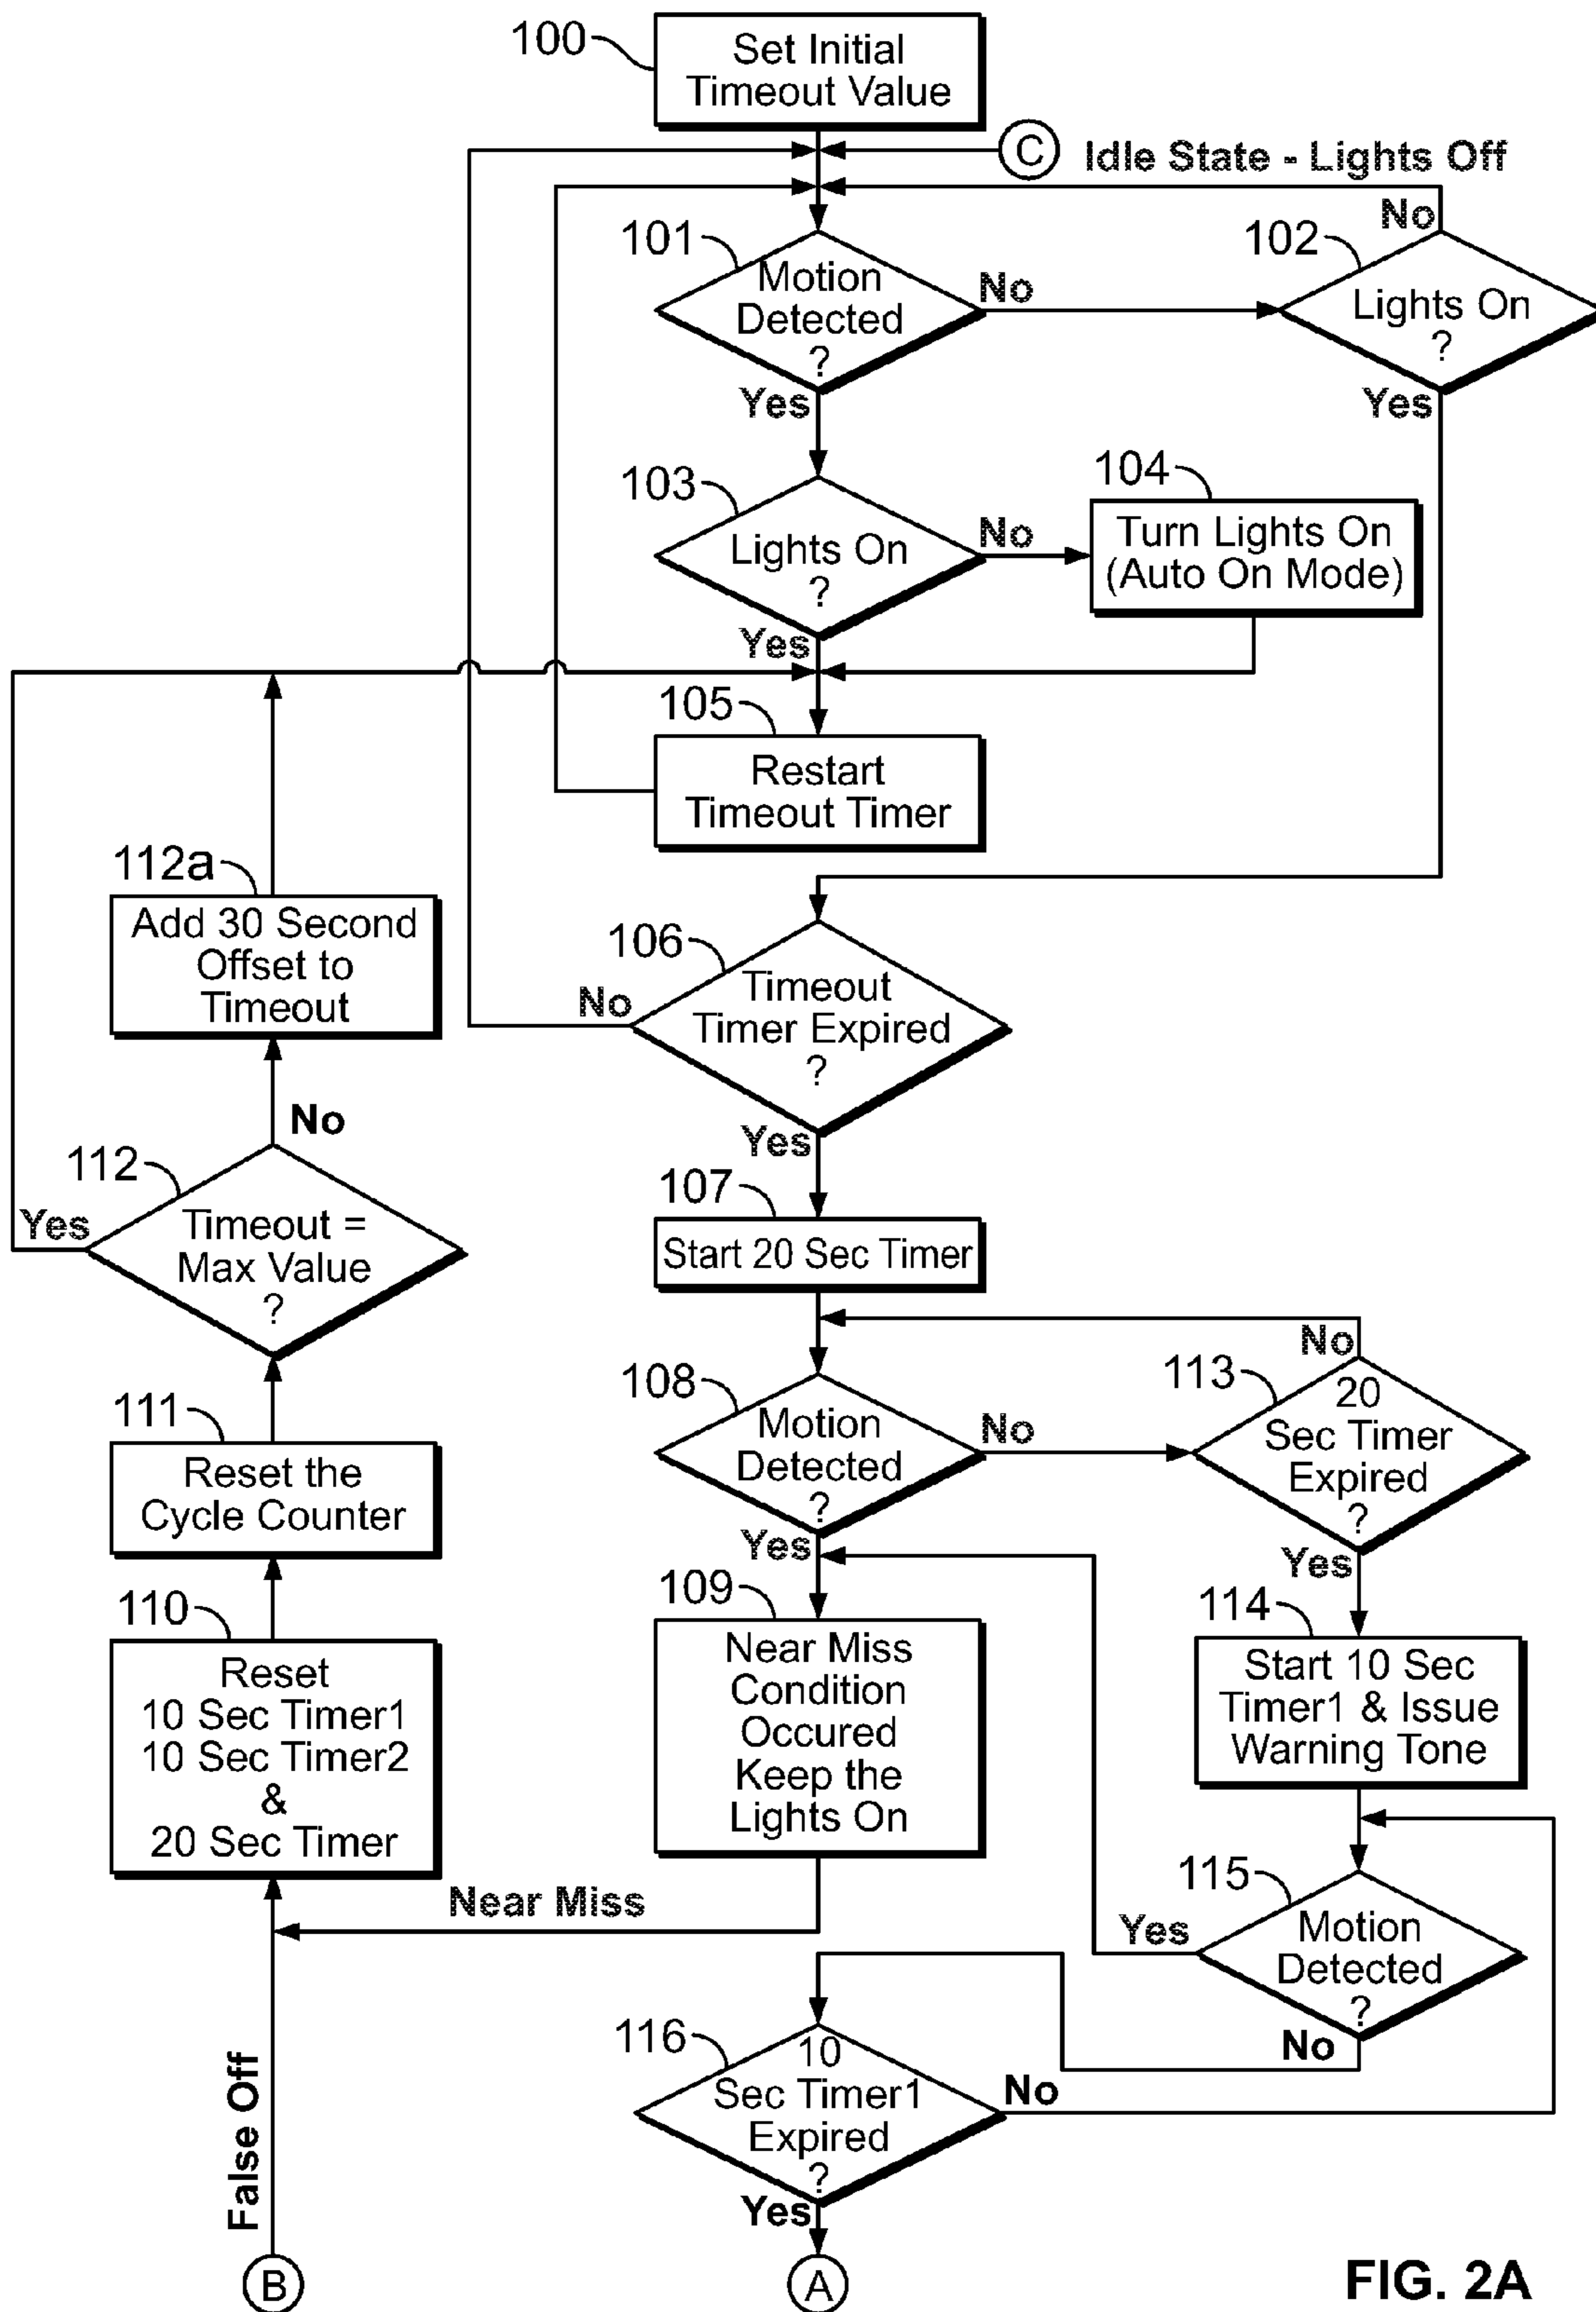 100
Set Initial
Timeout Value
C
Idle State - Lights Off
101
Motion
Detected
?
No
Yes
102
No
Lights On
?
Yes
103
Lights On
?
No
Yes
104
Turn Lights On
(Auto On Mode)
105
Restart
Timeout Timer
112a
Add 30 Second
Offset to
Timeout
106
Timeout
Timer Expired
?
No
Yes
112
No
Yes
Timeout =
Max Value
?
107
Start 20 Sec Timer
108
Motion
Detected
?
No
Yes
113
No
20
Sec Timer
Expired
?
Yes
111
Reset the
Cycle Counter
109
Near Miss
Condition
Occured
Keep the
Lights On
114
Start 10 Sec
Timer1 & Issue
Warning Tone
110
Reset
10 Sec Timer1
10 Sec Timer2
&
20 Sec Timer
Near Miss
115
Yes
Motion
Detected
?
No
116
10
Sec Timer1
Expired
?
No
Yes
False Off
B
A
FIG. 2A